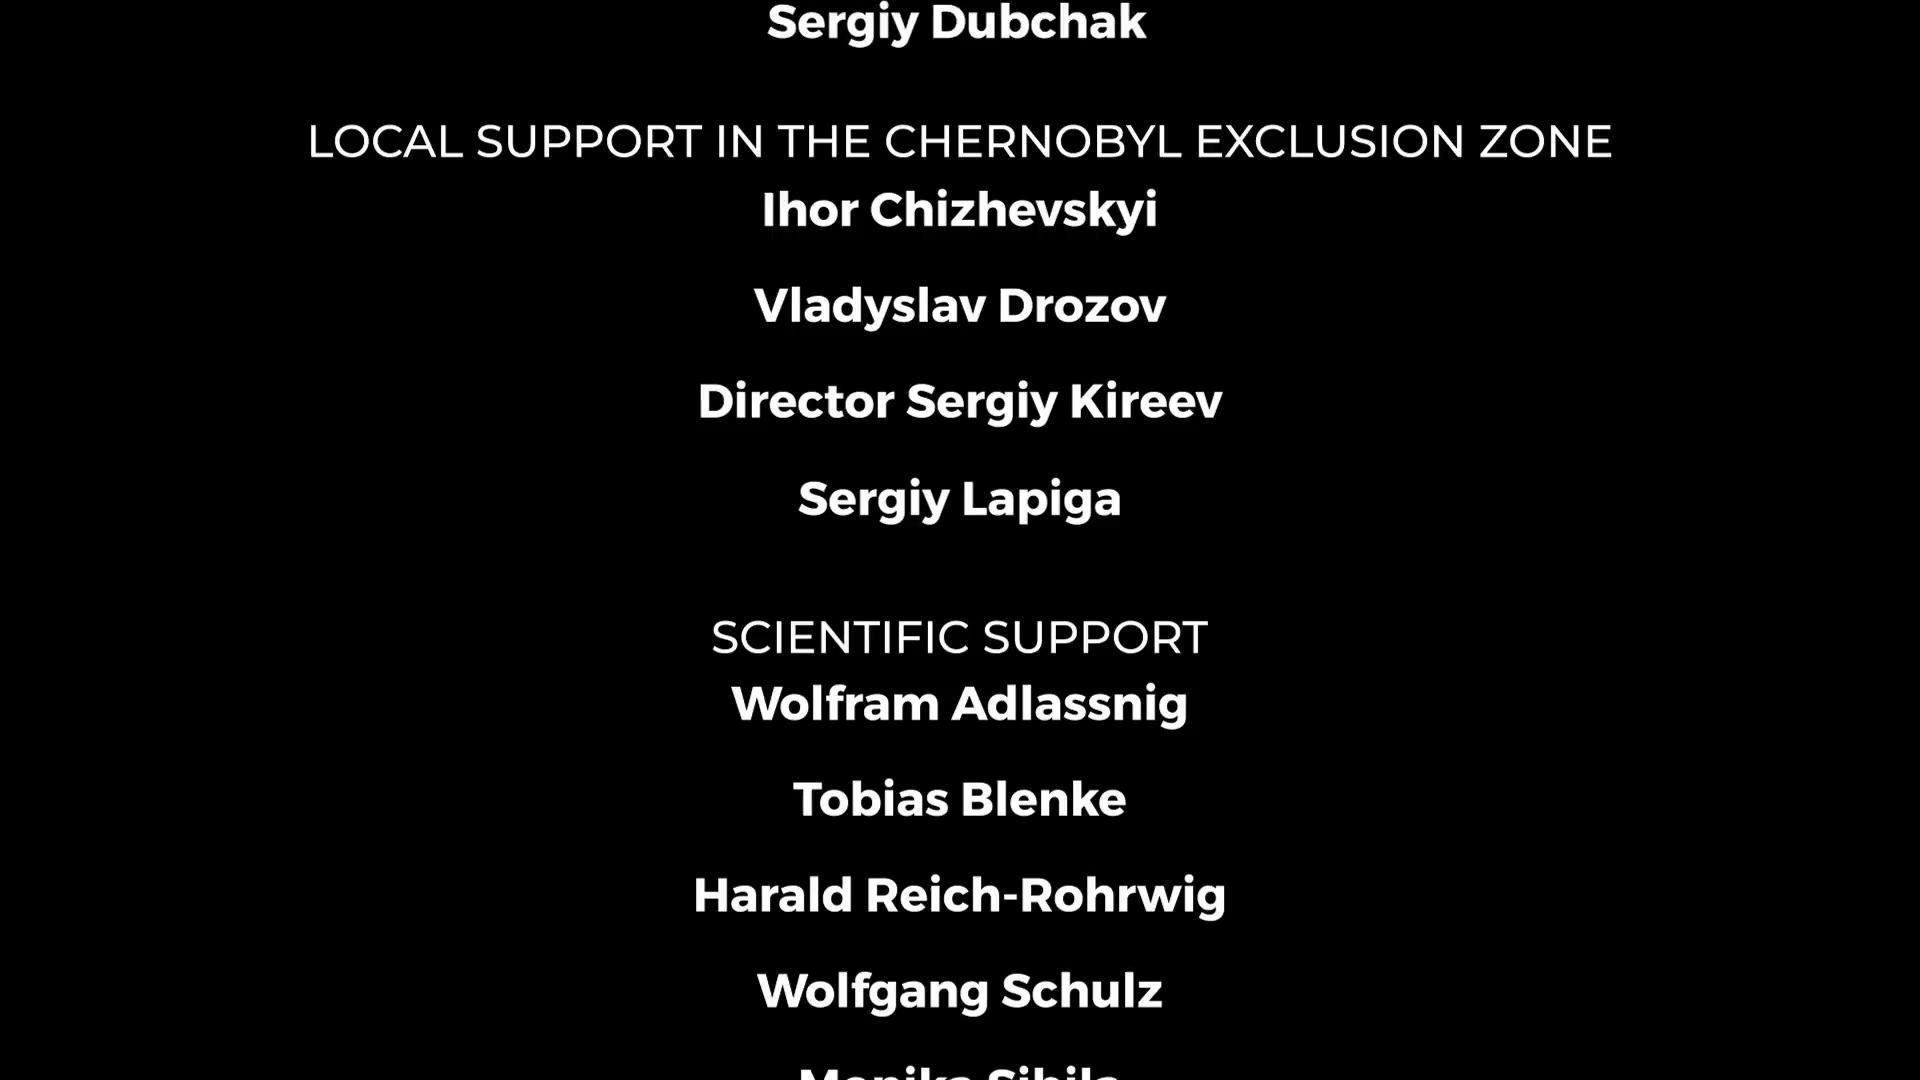 Sergiy Dubchak
LOCAL SUPPORT IN THE CHERNOBYL EXCLUSION ZONE
Ihor Chizhevskyi
Vladyslav Drozov
Director Sergiy Kireev
Sergiy Lapiga
SCIENTIFIC SUPPORT
Wolfram Adlassnig
Tobias Blenke
Harald Reich-Rohrwig
Wolfgang Schulz